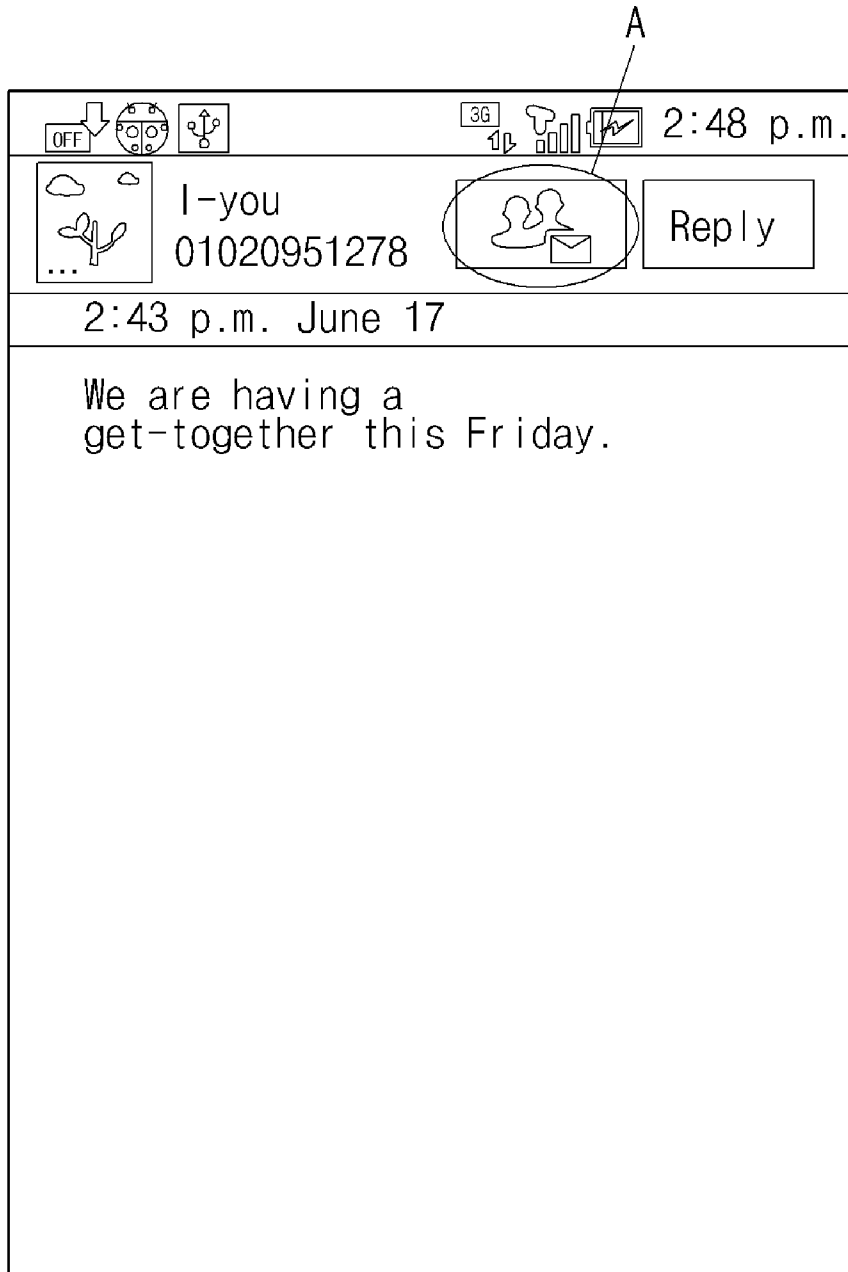 A
OFF
3G
2:48 p.m.
I-you
01020951278
Reply
2:43 p.m. June 17
We are having a
get-together this Friday.